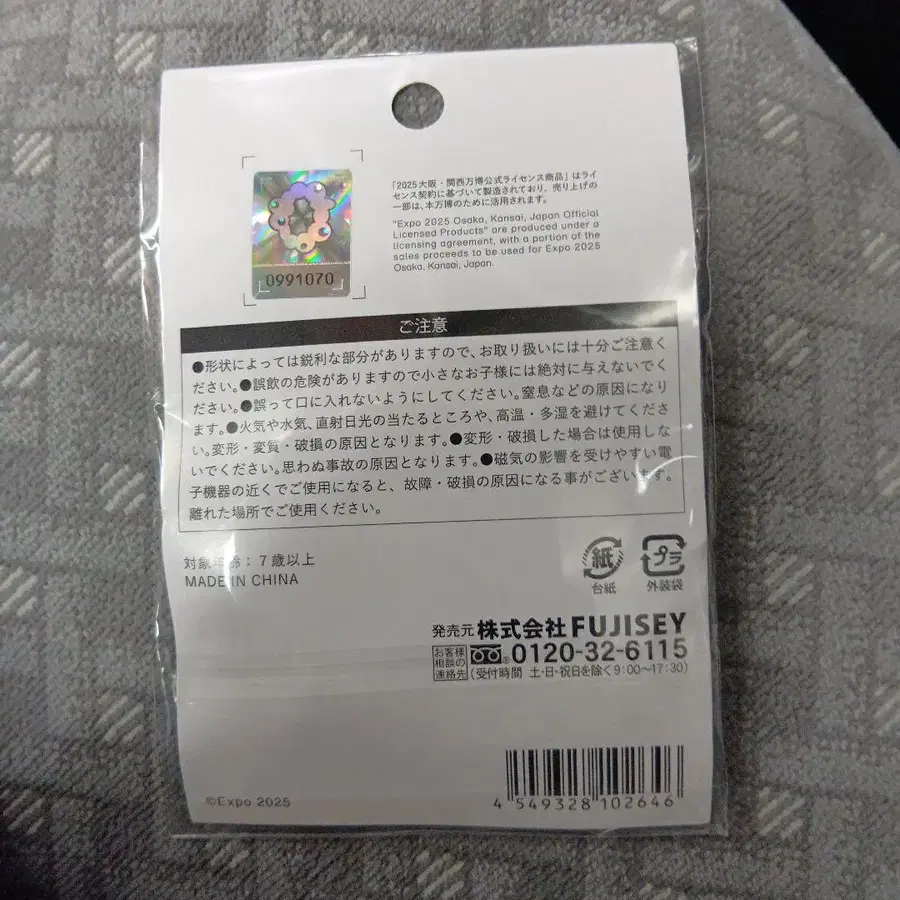 0991070
「2025大阪・関西万博公式ライセンス商品」はライ
センス契約に基づいて製造されており、売り上げの
一部は、本万博のために活用されます。
"Expo 2025 Osaka, Kansai, Japan Official
Licensed Products" are produced under a
licensing agreement, with a portion of the
sales proceeds to be used for Expo 2025
Osaka, Kansai, Japan.
ご注意
●形状によっては鋭利な部分がありますので、お取り扱いには十分ご注意く
ださい。●誤飲の危険がありますので小さなお子様には絶対に与えないでく
ださい。●誤って口に入れないようにしてください。窒息などの原因になり
ます。●火気や水気、直射日光の当たるところや、高温・多湿を避けてくださ
い。変形・変質・破損の原因となります。●変形・破損した場合は使用しな
いでください。思わぬ事故の原因となります。●磁気の影響を受けやすい電
子機器の近くでご使用になると、故障・破損の原因になる事がございます。
離れた場所でご使用ください。
対象年齢：7歳以上
MADE IN CHINA
紙
台紙
プラ
外装袋
発売元 株式会社FUJISEY
お客様
相談の
連絡先
0120-32-6115
(受付時間 土・日・祝日を除く9:00〜17:30)
4 549328 102646
©Expo 2025